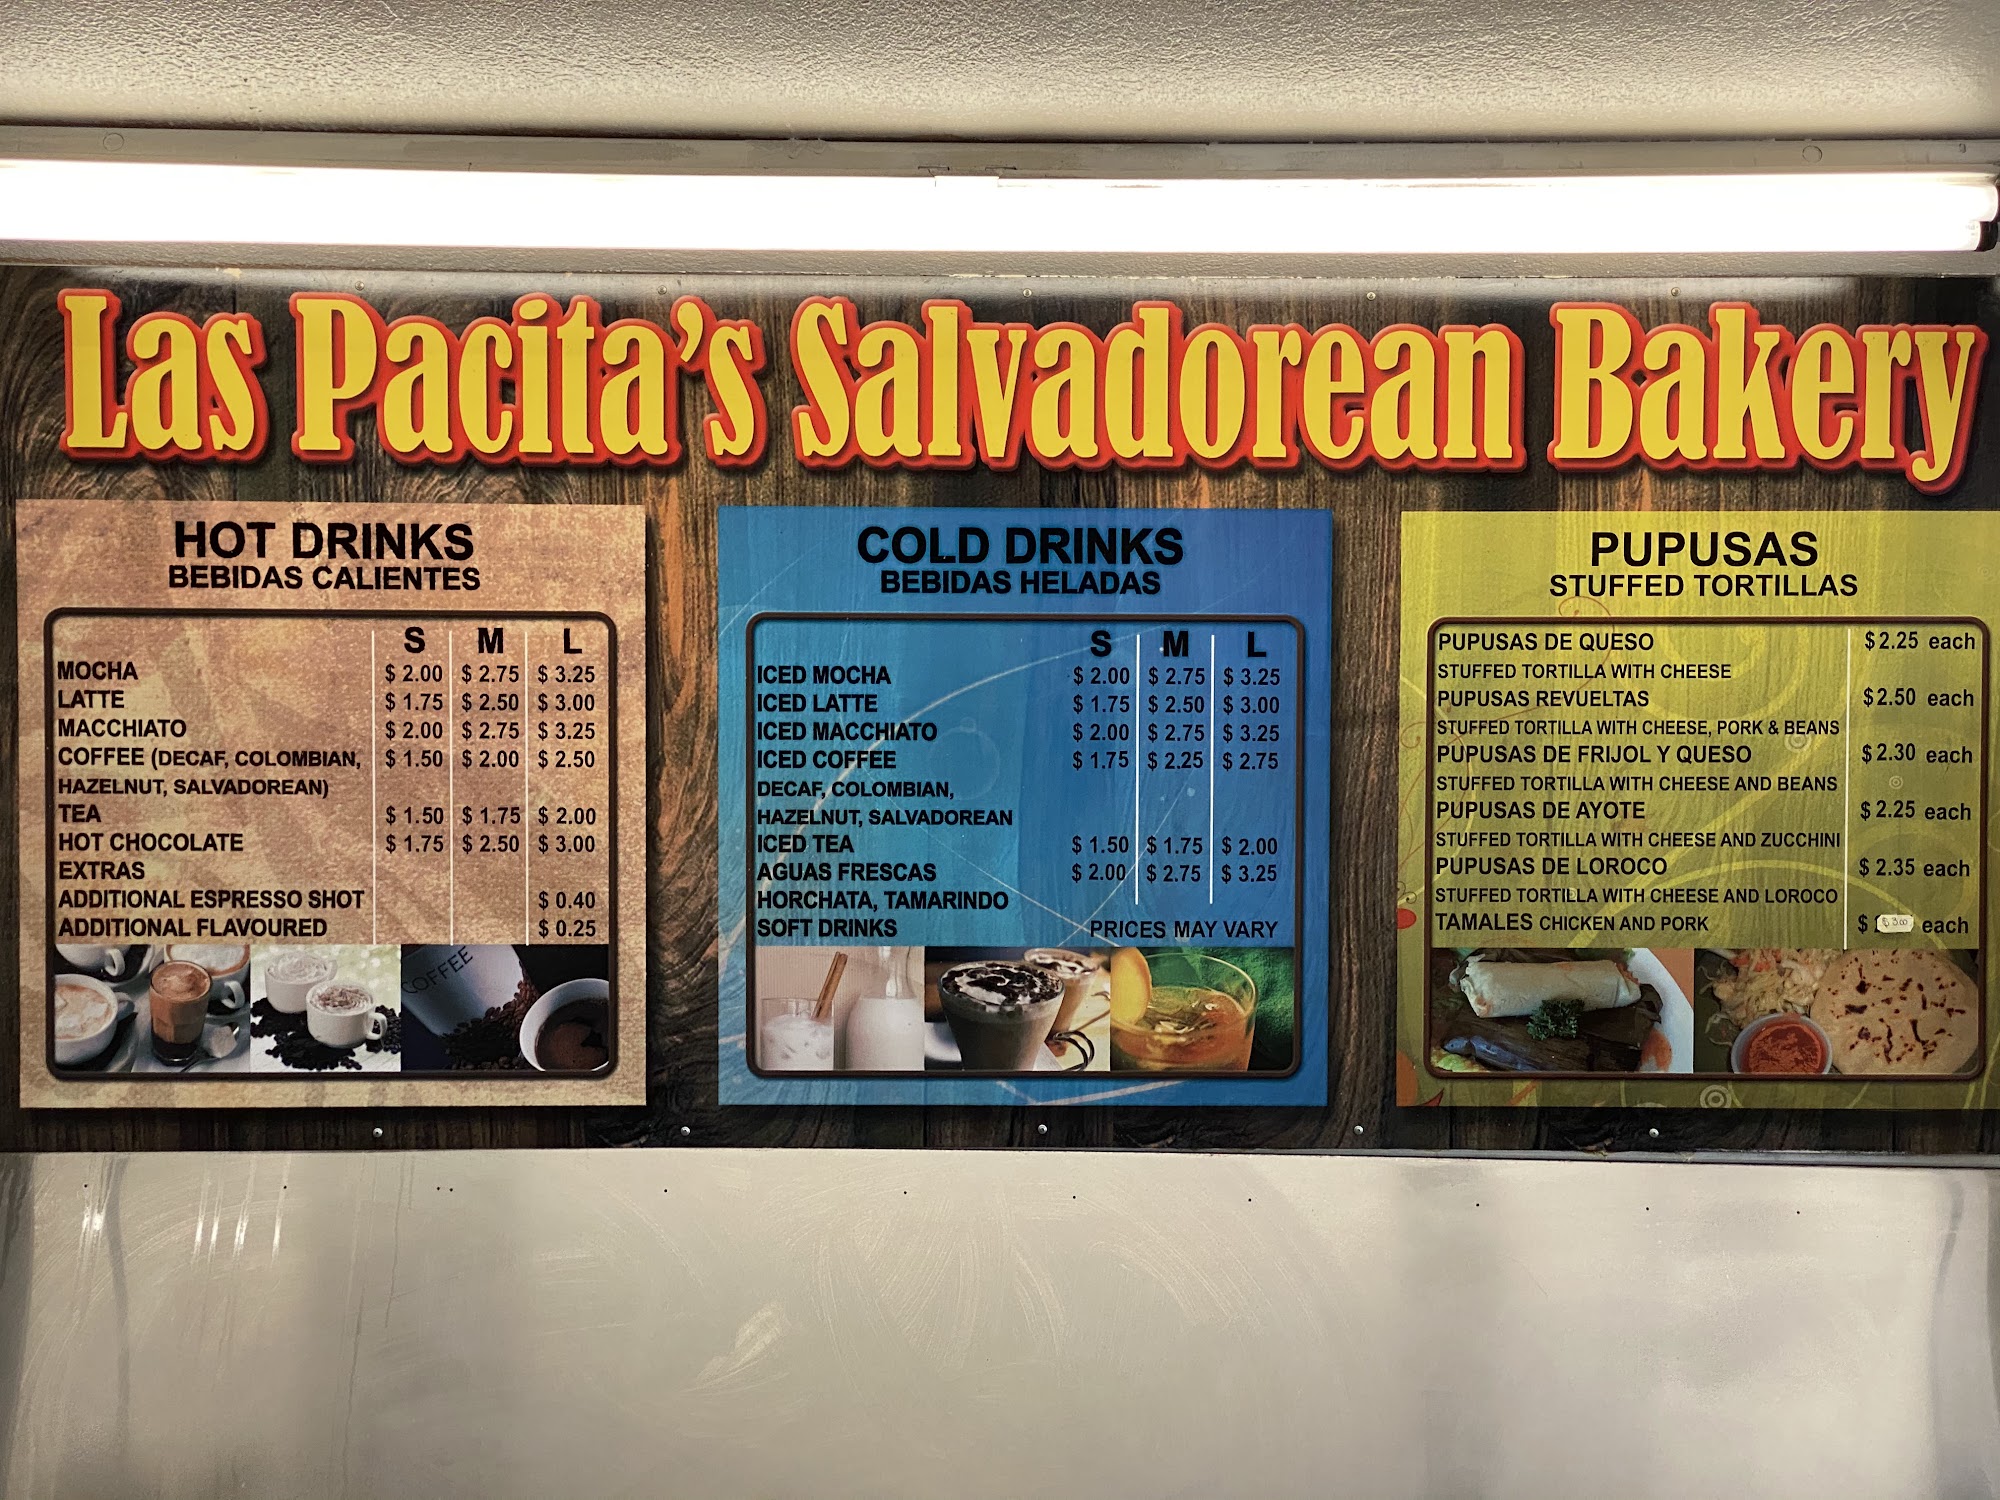 Las Pacita's Salvadorean Bakery
HOT DRINKS
BEBIDAS CALIENTES
S M L
MOCHA $ 2.00 $ 2.75 $ 3.25
LATTE $ 1.75 $ 2.50 $ 3.00
MACCHIATO $ 2.00 $ 2.75 $ 3.25
COFFEE (DECAF, COLOMBIAN, $ 1.50 $ 2.00 $ 2.50
HAZELNUT, SALVADOREAN)
TEA $ 1.50 $ 1.75 $ 2.00
HOT CHOCOLATE $ 1.75 $ 2.50 $ 3.00
EXTRAS
ADDITIONAL ESPRESSO SHOT $ 0.40
ADDITIONAL FLAVOURED $ 0.25
COFFEE
COLD DRINKS
BEBIDAS HELADAS
S M L
ICED MOCHA $ 2.00 $ 2.75 $ 3.25
ICED LATTE $ 1.75 $ 2.50 $ 3.00
ICED MACCHIATO $ 2.00 $ 2.75 $ 3.25
ICED COFFEE $ 1.75 $ 2.25 $ 2.75
DECAF, COLOMBIAN,
HAZELNUT, SALVADOREAN
ICED TEA $ 1.50 $ 1.75 $ 2.00
AGUAS FRESCAS $ 2.00 $ 2.75 $ 3.25
HORCHATA, TAMARINDO
SOFT DRINKS PRICES MAY VARY
PUPUSAS
STUFFED TORTILLAS
PUPUSAS DE QUESO $ 2.25 each
STUFFED TORTILLA WITH CHEESE
PUPUSAS REVUELTAS $ 2.50 each
STUFFED TORTILLA WITH CHEESE, PORK & BEANS
PUPUSAS DE FRIJOL Y QUESO $ 2.30 each
STUFFED TORTILLA WITH CHEESE AND BEANS
PUPUSAS DE AYOTE $ 2.25 each
STUFFED TORTILLA WITH CHEESE AND ZUCCHINI
PUPUSAS DE LOROCO $ 2.35 each
STUFFED TORTILLA WITH CHEESE AND LOROCO
TAMALES CHICKEN AND PORK $ $ 3.00 each